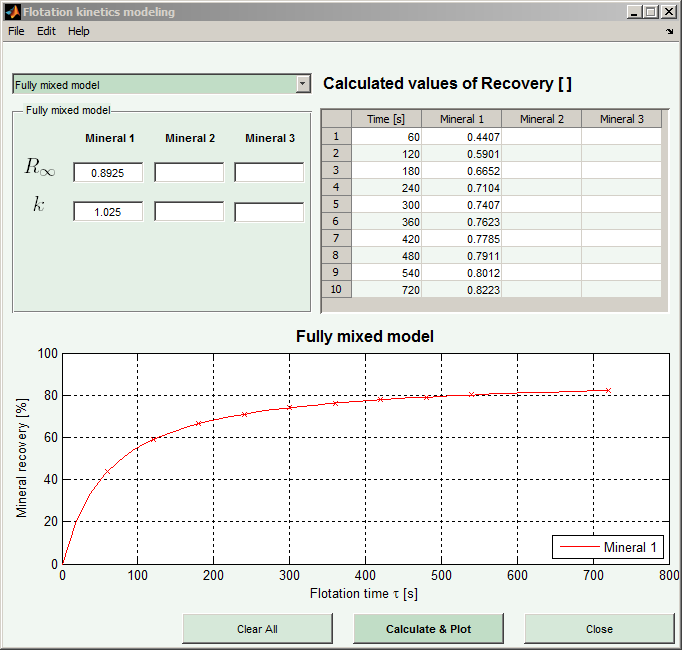 Flotation kinetics modeling
File Edit Help
Fully mixed model
Calculated values of Recovery [ ]
Fully mixed model
Mineral 1 Mineral 2 Mineral 3
R∞ 0.8925
k 1.025
Time [s] Mineral 1 Mineral 2 Mineral 3
1 60 0.4407
2 120 0.5901
3 180 0.6652
4 240 0.7104
5 300 0.7407
6 360 0.7623
7 420 0.7785
8 480 0.7911
9 540 0.8012
10 720 0.8223
Fully mixed model
Mineral recovery [%]
100
80
60
40
20
0
0 100 200 300 400 500 600 700 800
Flotation time τ [s]
Mineral 1
Clear All Calculate & Plot Close